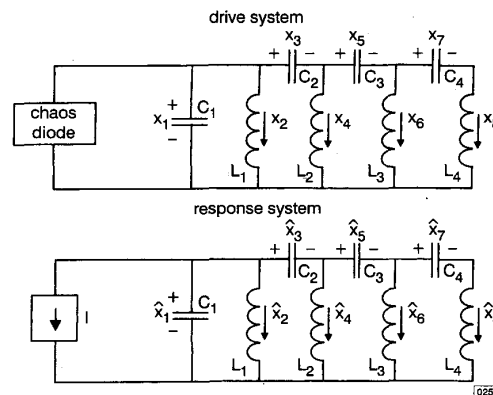 drive system
x3 x5 x7
+ - + - + -
C2 C3 C4
chaos
diode
x1 + - C1
x2 x4 x6 x
L1 L2 L3 L4
response system
x̂3 x̂5 x̂7
+ - + - + -
C2 C3 C4
I
x̂1 + - C1
x̂2 x̂4 x̂6 x̂
L1 L2 L3 L4
025